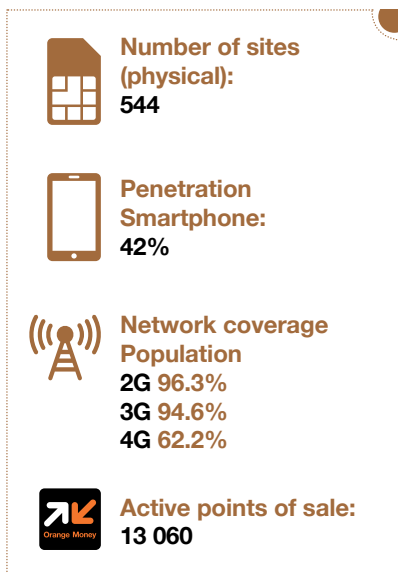 Number of sites
(physical):
544
Penetration
Smartphone:
42%
Network coverage
Population
2G 96.3%
3G 94.6%
4G 62.2%
Orange Money
Active points of sale:
13 060